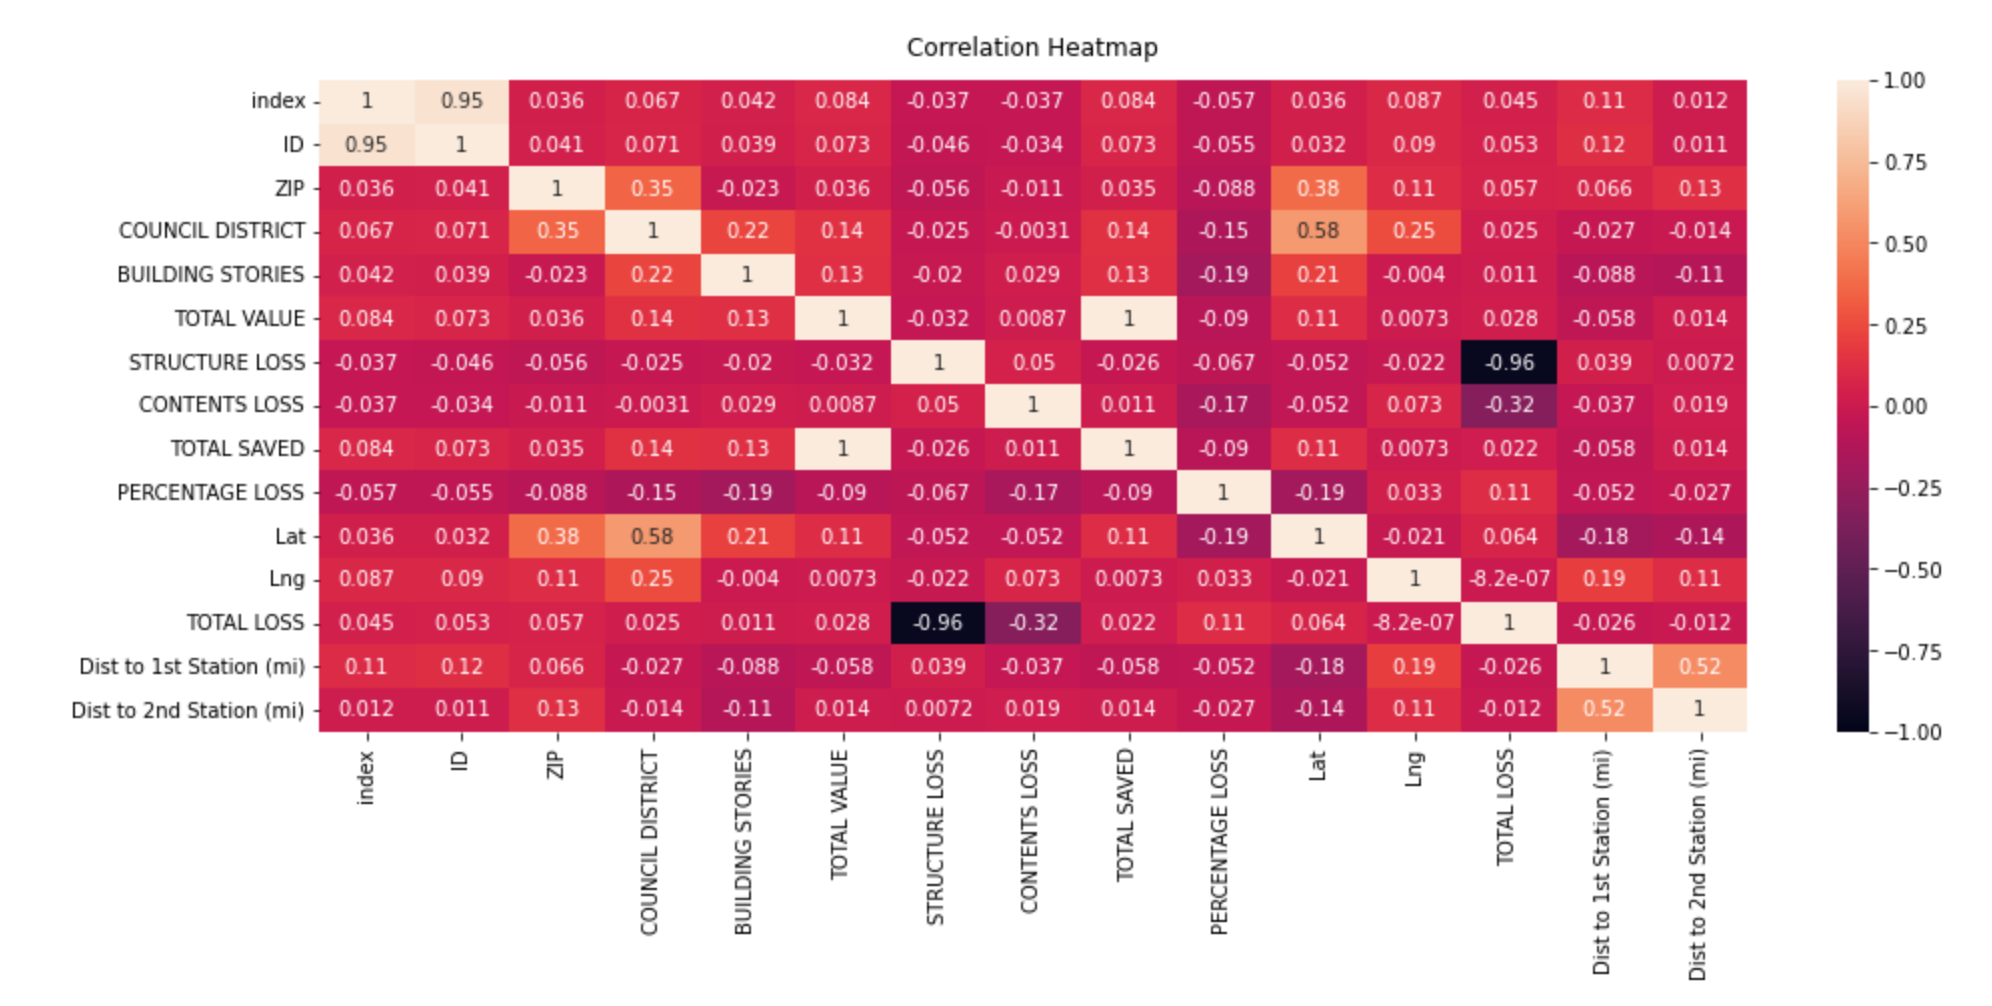 Correlation Heatmap
index 1 0.95 0.036 0.067 0.042 0.084 -0.037 -0.037 0.084 -0.057 0.036 0.087 0.045 0.11 0.012
ID 0.95 1 0.041 0.071 0.039 0.073 -0.046 -0.034 0.073 -0.055 0.032 0.09 0.053 0.12 0.011
ZIP 0.036 0.041 1 0.35 -0.023 0.036 -0.056 -0.011 0.035 -0.088 0.38 0.11 0.057 0.066 0.13
COUNCIL DISTRICT 0.067 0.071 0.35 1 0.22 0.14 -0.025 -0.0031 0.14 -0.15 0.58 0.25 0.025 -0.027 -0.014
BUILDING STORIES 0.042 0.039 -0.023 0.22 1 0.13 -0.02 0.029 0.13 -0.19 0.21 -0.004 0.011 -0.088 -0.11
TOTAL VALUE 0.084 0.073 0.036 0.14 0.13 1 -0.032 0.0087 1 -0.09 0.11 0.0073 0.028 -0.058 0.014
STRUCTURE LOSS -0.037 -0.046 -0.056 -0.025 -0.02 -0.032 1 0.05 -0.026 -0.067 -0.052 -0.022 -0.96 0.039 0.0072
CONTENTS LOSS -0.037 -0.034 -0.011 -0.0031 0.029 0.0087 0.05 1 0.011 -0.17 -0.052 0.073 -0.32 -0.037 0.019
TOTAL SAVED 0.084 0.073 0.035 0.14 0.13 1 -0.026 0.011 1 -0.09 0.11 0.0073 0.022 -0.058 0.014
PERCENTAGE LOSS -0.057 -0.055 -0.088 -0.15 -0.19 -0.09 -0.067 -0.17 -0.09 1 -0.19 0.033 0.11 -0.052 -0.027
Lat 0.036 0.032 0.38 0.58 0.21 0.11 -0.052 -0.052 0.11 -0.19 1 -0.021 0.064 -0.18 -0.14
Lng 0.087 0.09 0.11 0.25 -0.004 0.0073 -0.022 0.073 0.0073 0.033 -0.021 1 -8.2e-07 0.19 0.11
TOTAL LOSS 0.045 0.053 0.057 0.025 0.011 0.028 -0.96 -0.32 0.022 0.11 0.064 -8.2e-07 1 -0.026 -0.012
Dist to 1st Station (mi) 0.11 0.12 0.066 -0.027 -0.088 -0.058 0.039 -0.037 -0.058 -0.052 -0.18 0.19 -0.026 1 0.52
Dist to 2nd Station (mi) 0.012 0.011 0.13 -0.014 -0.11 0.014 0.0072 0.019 0.014 -0.027 -0.14 0.11 -0.012 0.52 1
index
ID
ZIP
COUNCIL DISTRICT
BUILDING STORIES
TOTAL VALUE
STRUCTURE LOSS
CONTENTS LOSS
TOTAL SAVED
PERCENTAGE LOSS
Lat
Lng
TOTAL LOSS
Dist to 1st Station (mi)
Dist to 2nd Station (mi)
1.00
0.75
0.50
0.25
0.00
−0.25
−0.50
−0.75
−1.00